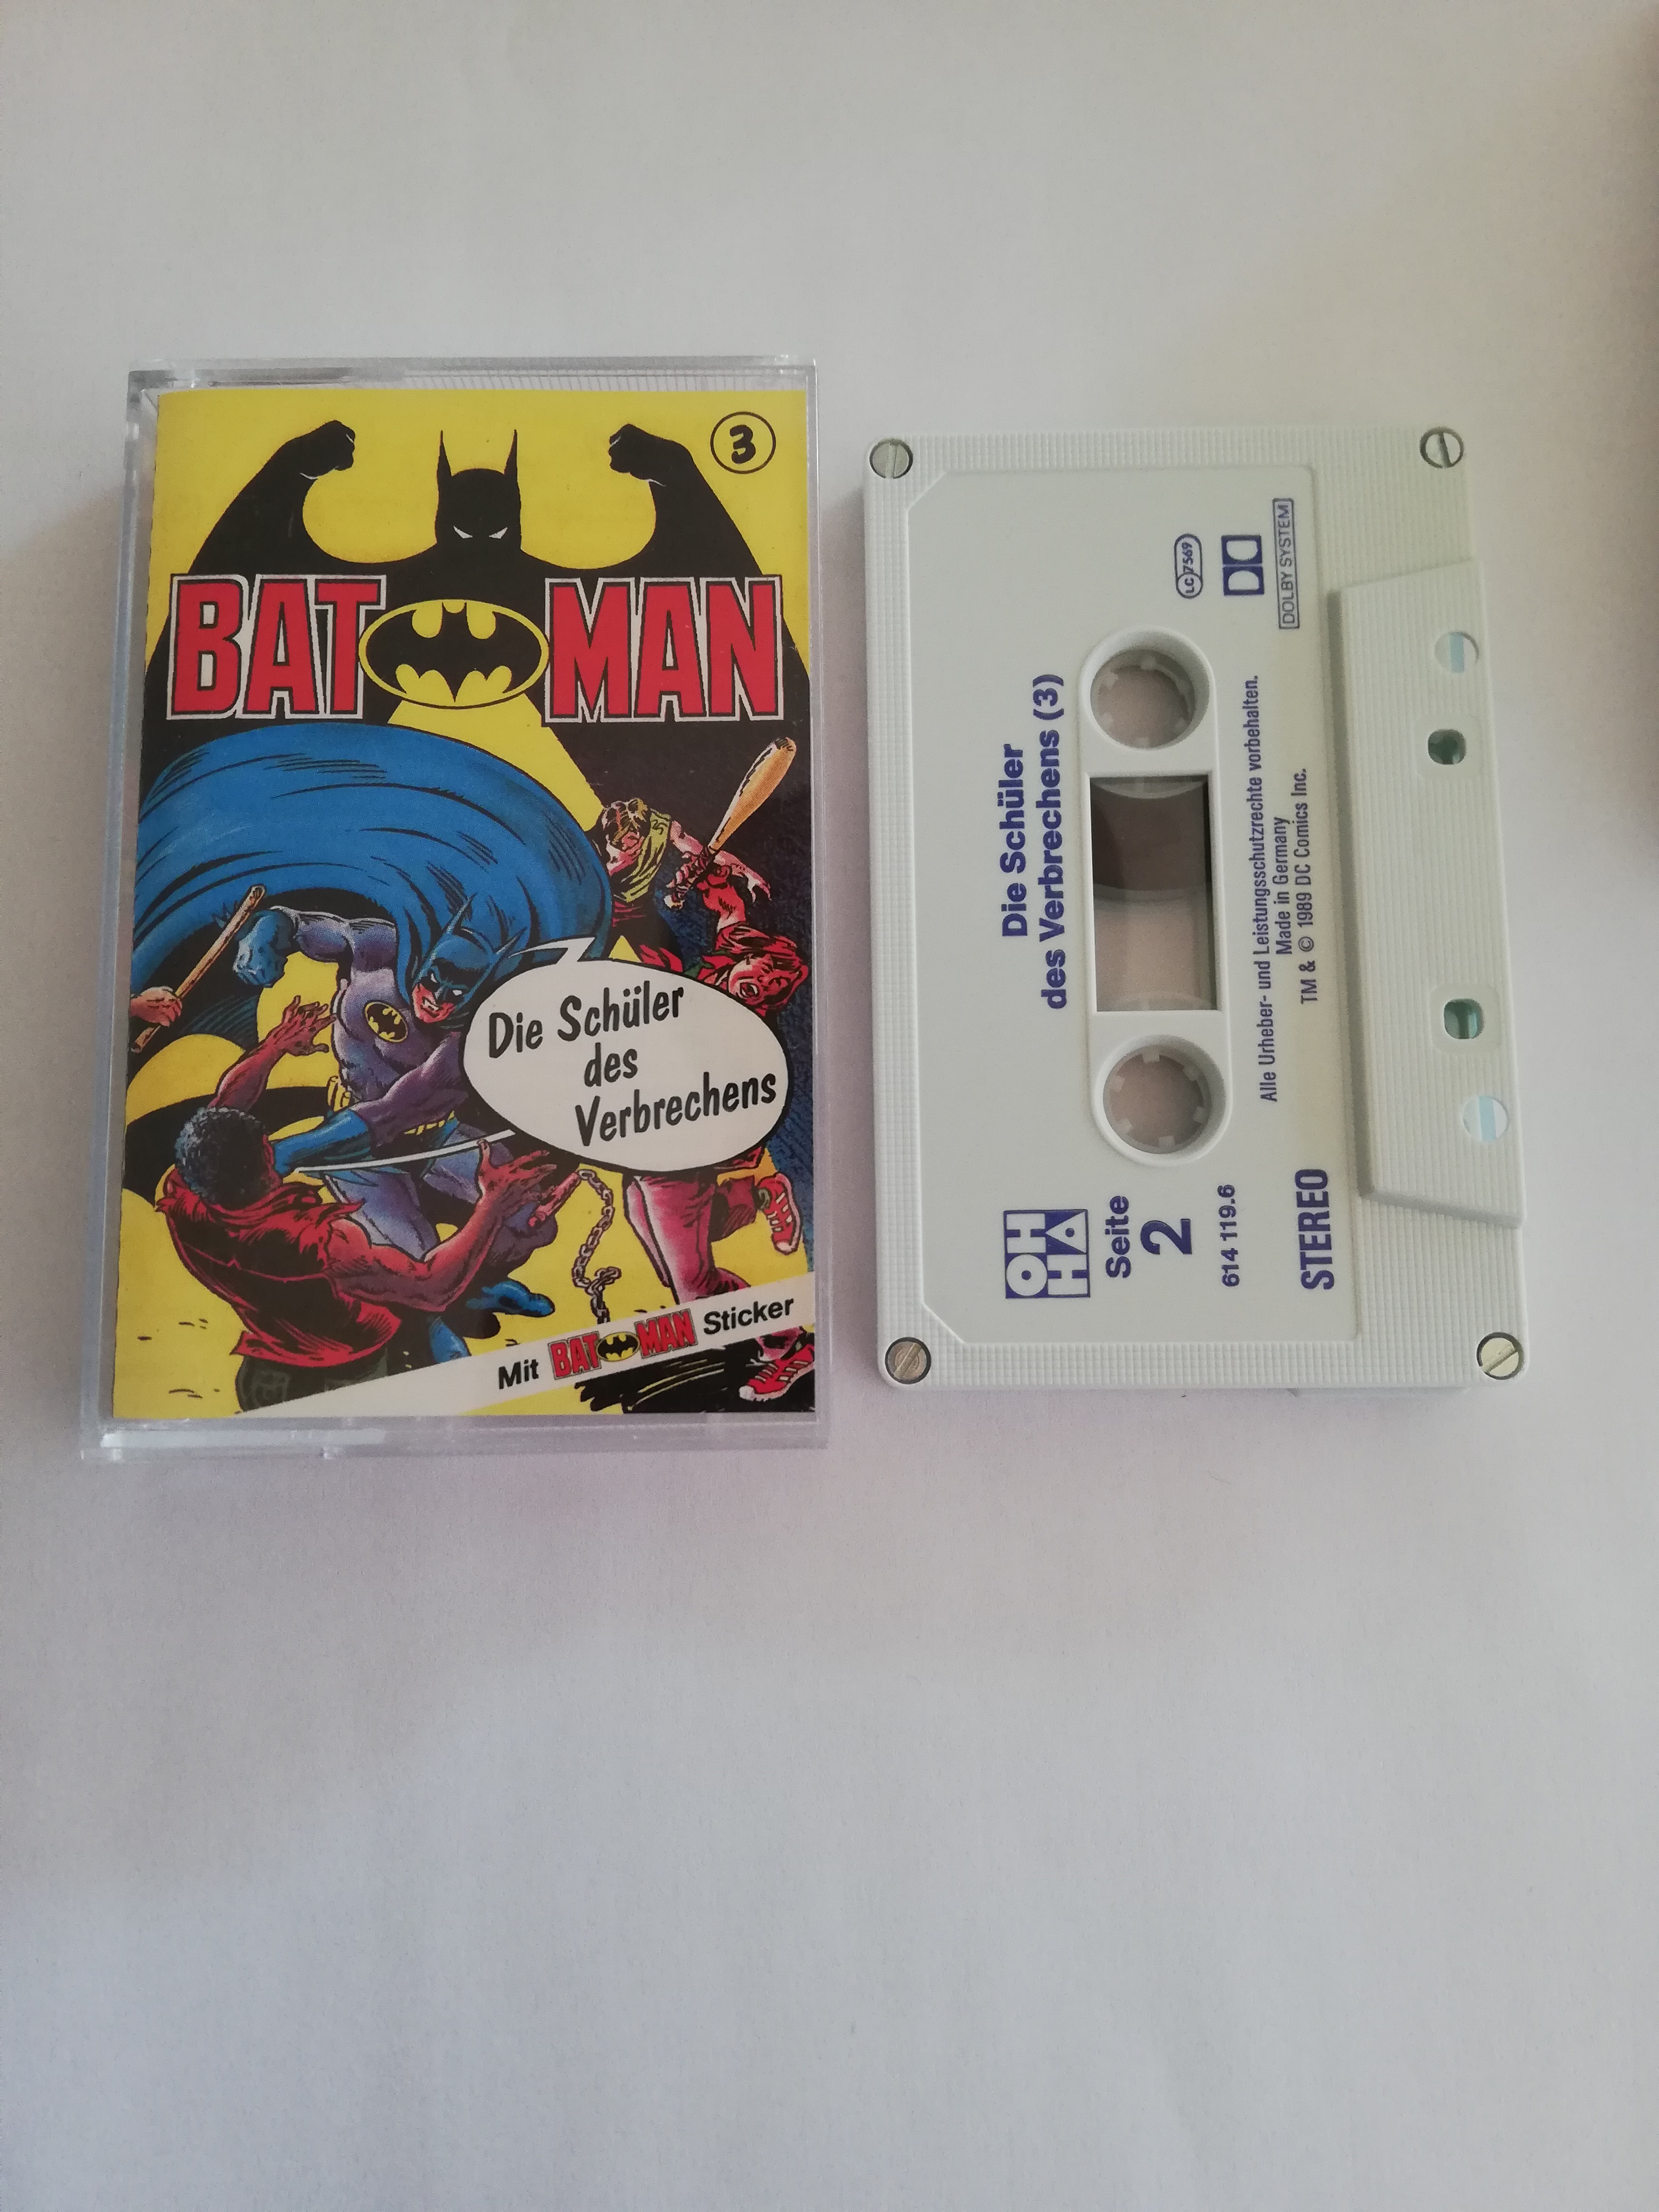 3
BATMAN
Die Schüler
des
Verbrechens
Mit BATMAN Sticker
Die Schüler
des Verbrechens (3)
OH
HA
Seite
2
614 119.6
STEREO
LC 7569
DOLBY SYSTEM
Alle Urheber- und Leistungsschutzrechte vorbehalten.
Made in Germany
TM & © 1989 DC Comics Inc.